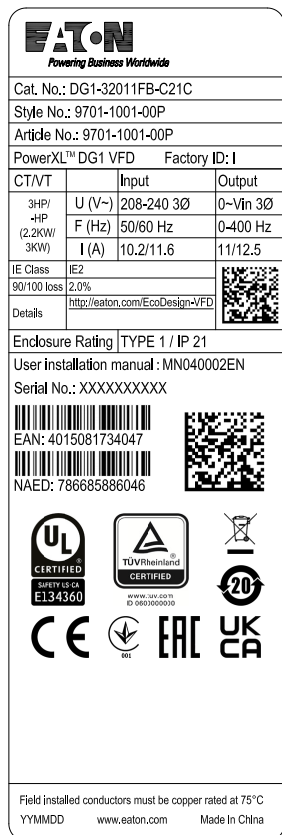 EATON
Powering Business Worldwide
Cat. No.: DG1-32011FB-C21C
Style No.: 9701-1001-00P
Article No.: 9701-1001-00P
PowerXL™ DG1 VFD Factory ID: I
CT/VT Input Output
3HP/
-HP
(2.2KW/
3KW)
U (V~) 208-240 3Ø 0~Vin 3Ø
F (Hz) 50/60 Hz 0-400 Hz
I (A) 10.2/11.6 11/12.5
IE Class IE2
90/100 loss 2.0%
Details http://eaton.com/EcoDesign-VFD
Enclosure Rating TYPE 1 / IP 21
User installation manual : MN040002EN
Serial No.: XXXXXXXXXX
EAN: 4015081734047
NAED: 786685886046
UL
CERTIFIED
SAFETY US-CA
E134360
TÜVRheinland
CERTIFIED
www.tuv.com
ID 0600000000
20
CE
001
EAC
UK
CA
Field installed conductors must be copper rated at 75°C
YYMMDD www.eaton.com Made In China